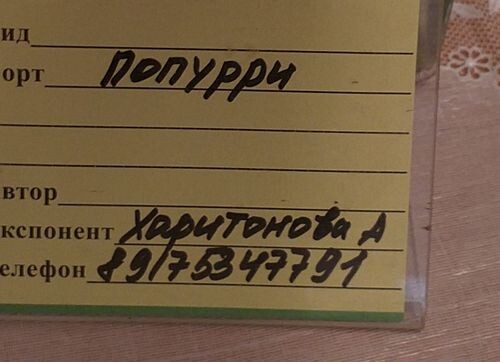 ид
орт Попурри
втор
кспонент Харитонова А
елефон 89175347791